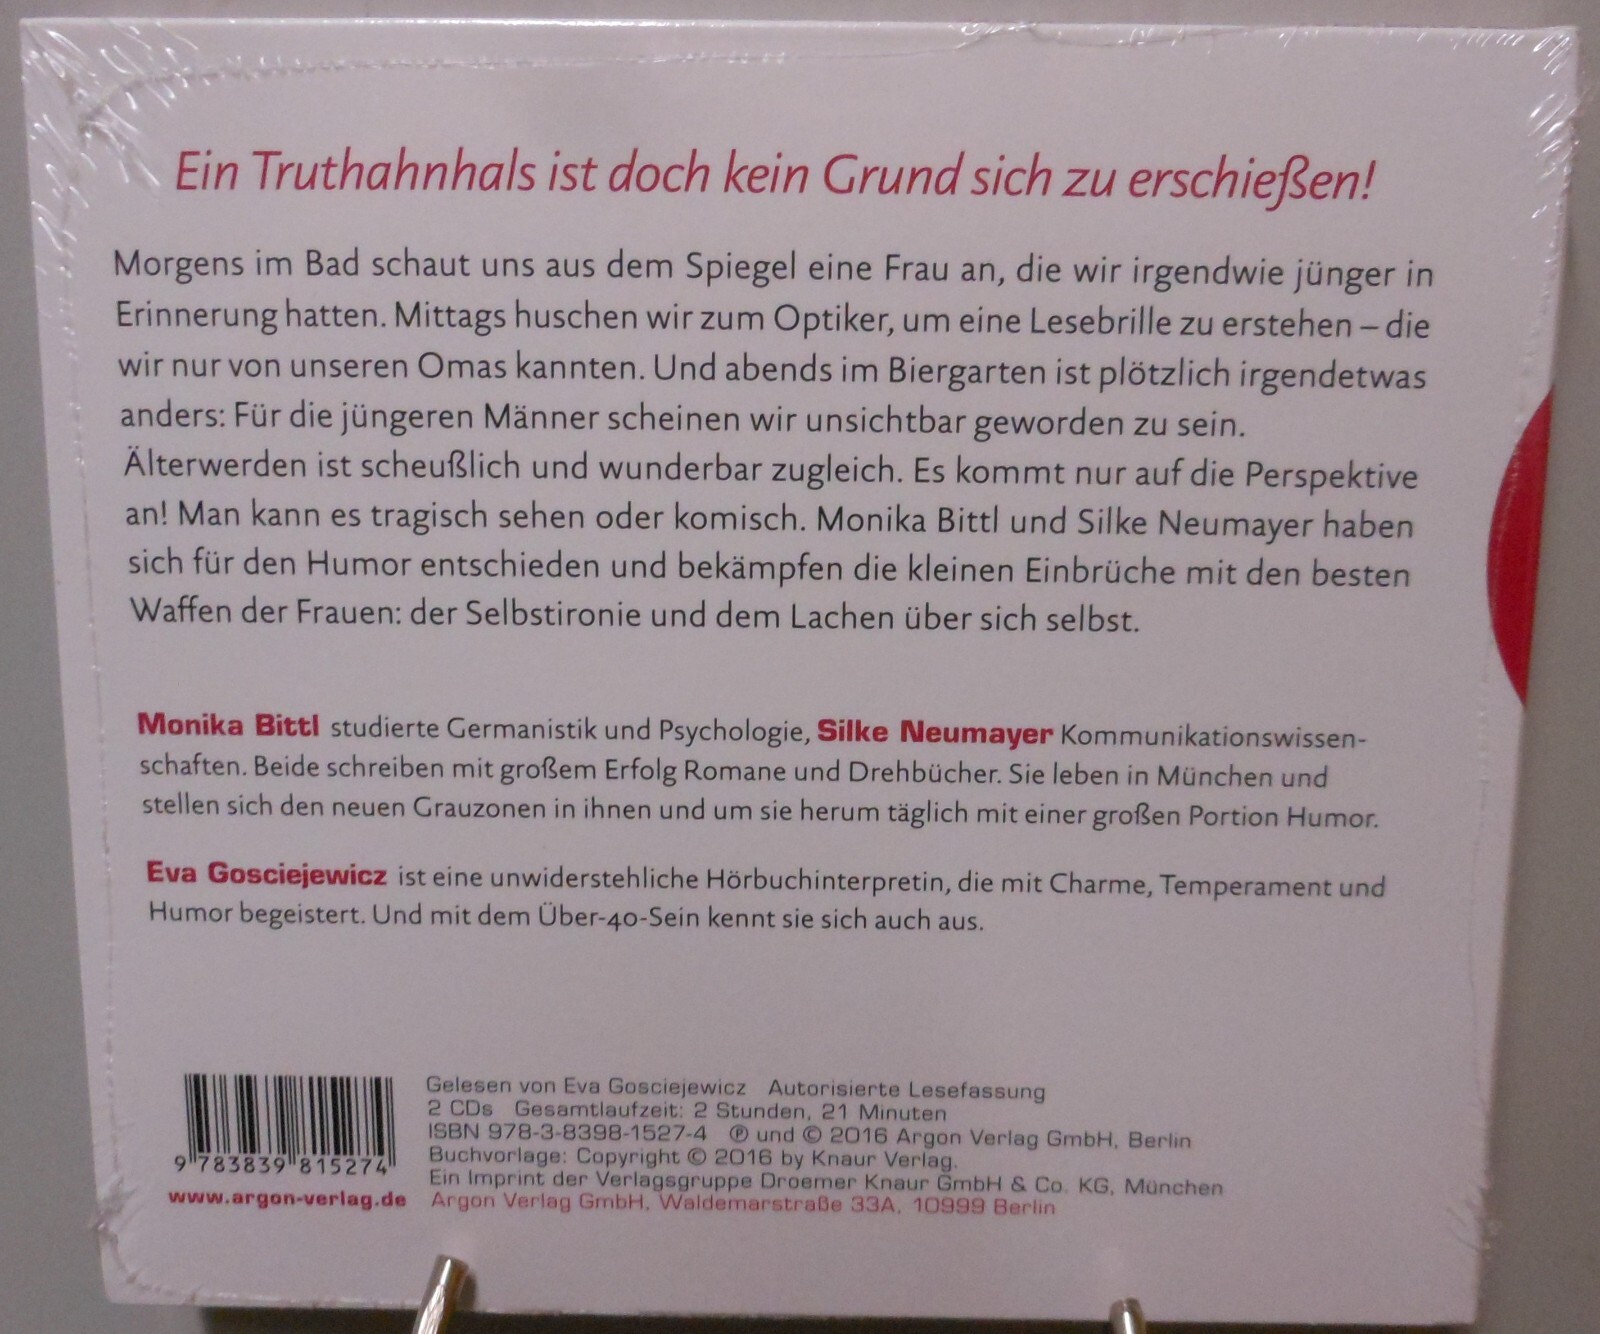 Ein Truthahnhals ist doch kein Grund sich zu erschießen!
Morgens im Bad schaut uns aus dem Spiegel eine Frau an, die wir irgendwie jünger in
Erinnerung hatten. Mittags huschen wir zum Optiker, um eine Lesebrille zu erstehen – die
wir nur von unseren Omas kannten. Und abends im Biergarten ist plötzlich irgendetwas
anders: Für die jüngeren Männer scheinen wir unsichtbar geworden zu sein.
Älterwerden ist scheußlich und wunderbar zugleich. Es kommt nur auf die Perspektive
an! Man kann es tragisch sehen oder komisch. Monika Bittl und Silke Neumayer haben
sich für den Humor entschieden und bekämpfen die kleinen Einbrüche mit den besten
Waffen der Frauen: der Selbstironie und dem Lachen über sich selbst.
Monika Bittl studierte Germanistik und Psychologie, Silke Neumayer Kommunikationswissen-
schaften. Beide schreiben mit großem Erfolg Romane und Drehbücher. Sie leben in München und
stellen sich den neuen Grauzonen in ihnen und um sie herum täglich mit einer großen Portion Humor.
Eva Gosciejewicz ist eine unwiderstehliche Hörbuchinterpretin, die mit Charme, Temperament und
Humor begeistert. Und mit dem Über-40-Sein kennt sie sich auch aus.
Gelesen von Eva Gosciejewicz Autorisierte Lesefassung
2 CDs Gesamtlaufzeit: 2 Stunden, 21 Minuten
ISBN 978-3-8398-1527-4 ℗ und © 2016 Argon Verlag GmbH, Berlin
Buchvorlage: Copyright © 2016 by Knaur Verlag.
Ein Imprint der Verlagsgruppe Droemer Knaur GmbH & Co. KG, München
Argon Verlag GmbH, Waldemarstraße 33A, 10999 Berlin
9 783839 815274
www.argon-verlag.de